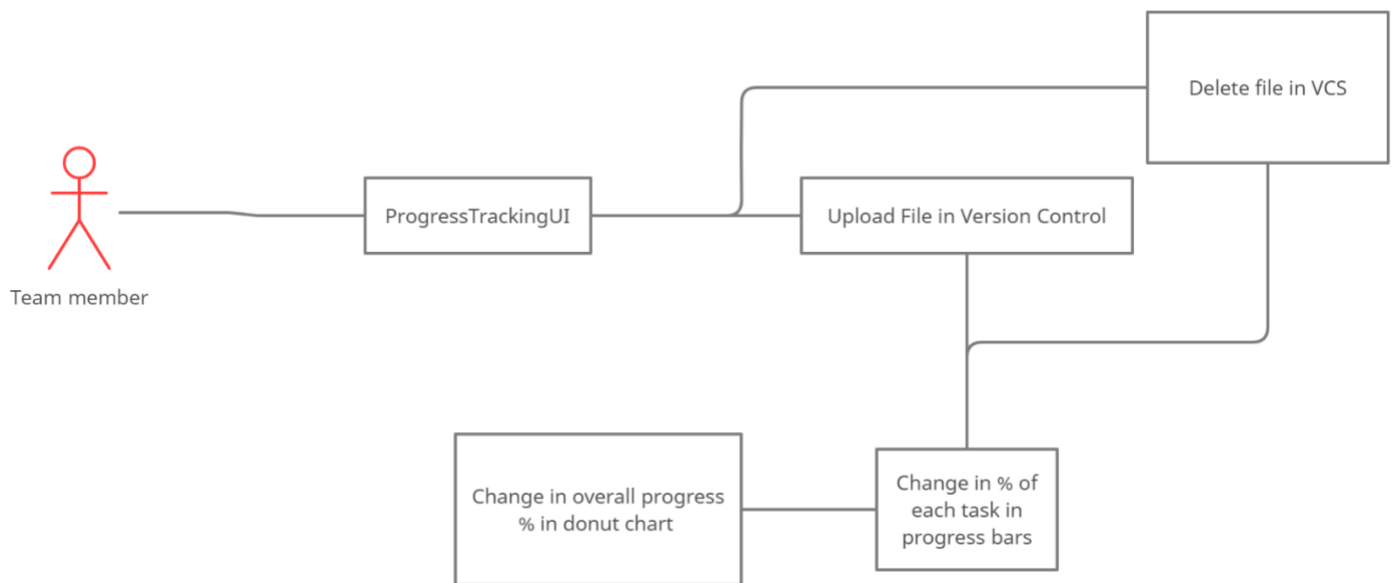 Delete file in VCS
ProgressTrackingUI
Upload File in Version Control
Team member
Change in overall progress
% in donut chart
Change in % of
each task in
progress bars